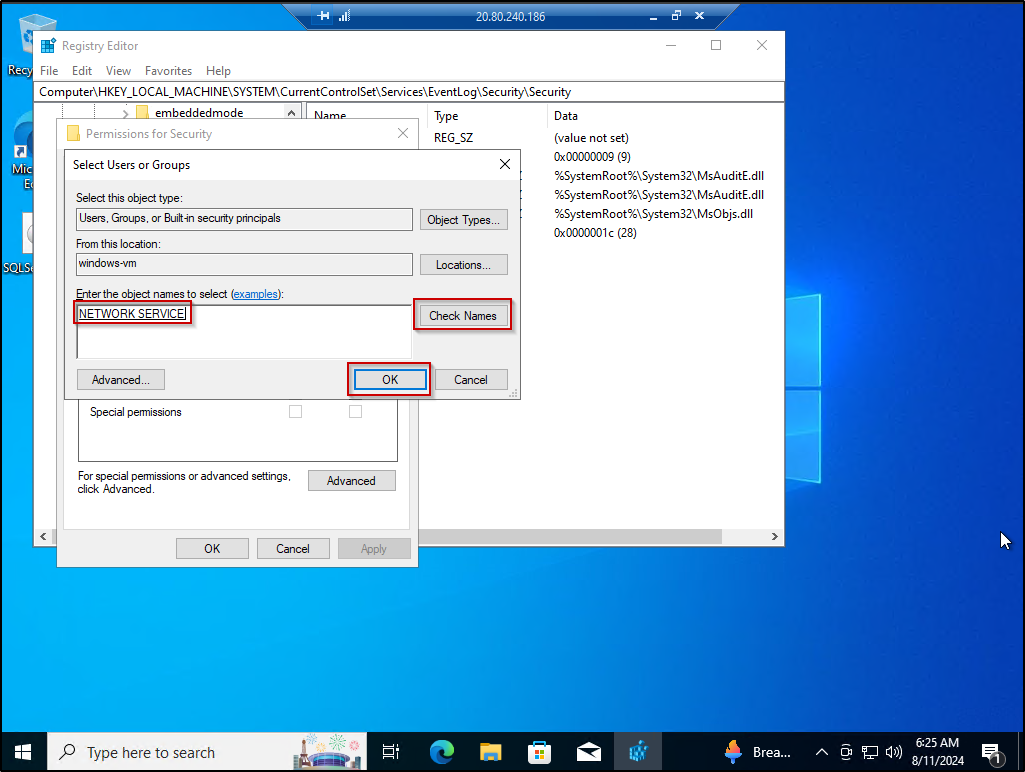 20.80.240.186
Registry Editor
File Edit View Favorites Help
Computer\HKEY_LOCAL_MACHINE\SYSTEM\CurrentControlSet\Services\EventLog\Security\Security
embeddedmode
Name Type Data
REG_SZ (value not set)
0x00000009 (9)
%SystemRoot%\System32\MsAuditE.dll
%SystemRoot%\System32\MsAuditE.dll
%SystemRoot%\System32\MsObjs.dll
0x0000001c (28)
Permissions for Security
Select Users or Groups
Select this object type:
Users, Groups, or Built-in security principals
Object Types...
From this location:
windows-vm
Locations...
Enter the object names to select (examples):
NETWORK SERVICE
Check Names
Advanced...
OK
Cancel
Special permissions
For special permissions or advanced settings,
click Advanced.
Advanced
OK
Cancel
Apply
Type here to search
Brea...
6:25 AM
8/11/2024
1